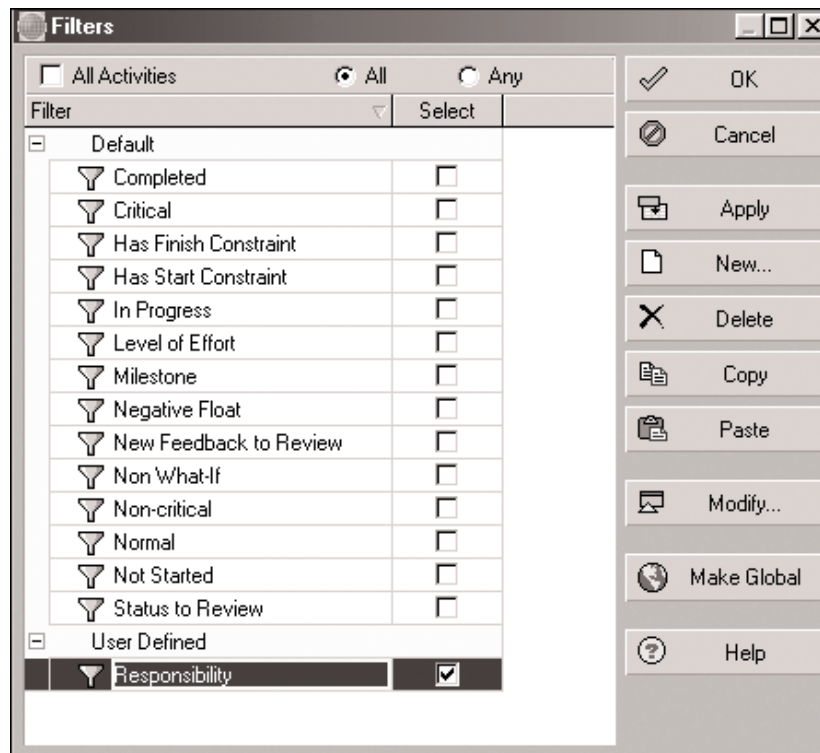 Filters
All Activities All Any
Filter Select
Default
Completed
Critical
Has Finish Constraint
Has Start Constraint
In Progress
Level of Effort
Milestone
Negative Float
New Feedback to Review
Non What-If
Non-critical
Normal
Not Started
Status to Review
User Defined
Responsibility
OK
Cancel
Apply
New...
Delete
Copy
Paste
Modify...
Make Global
Help